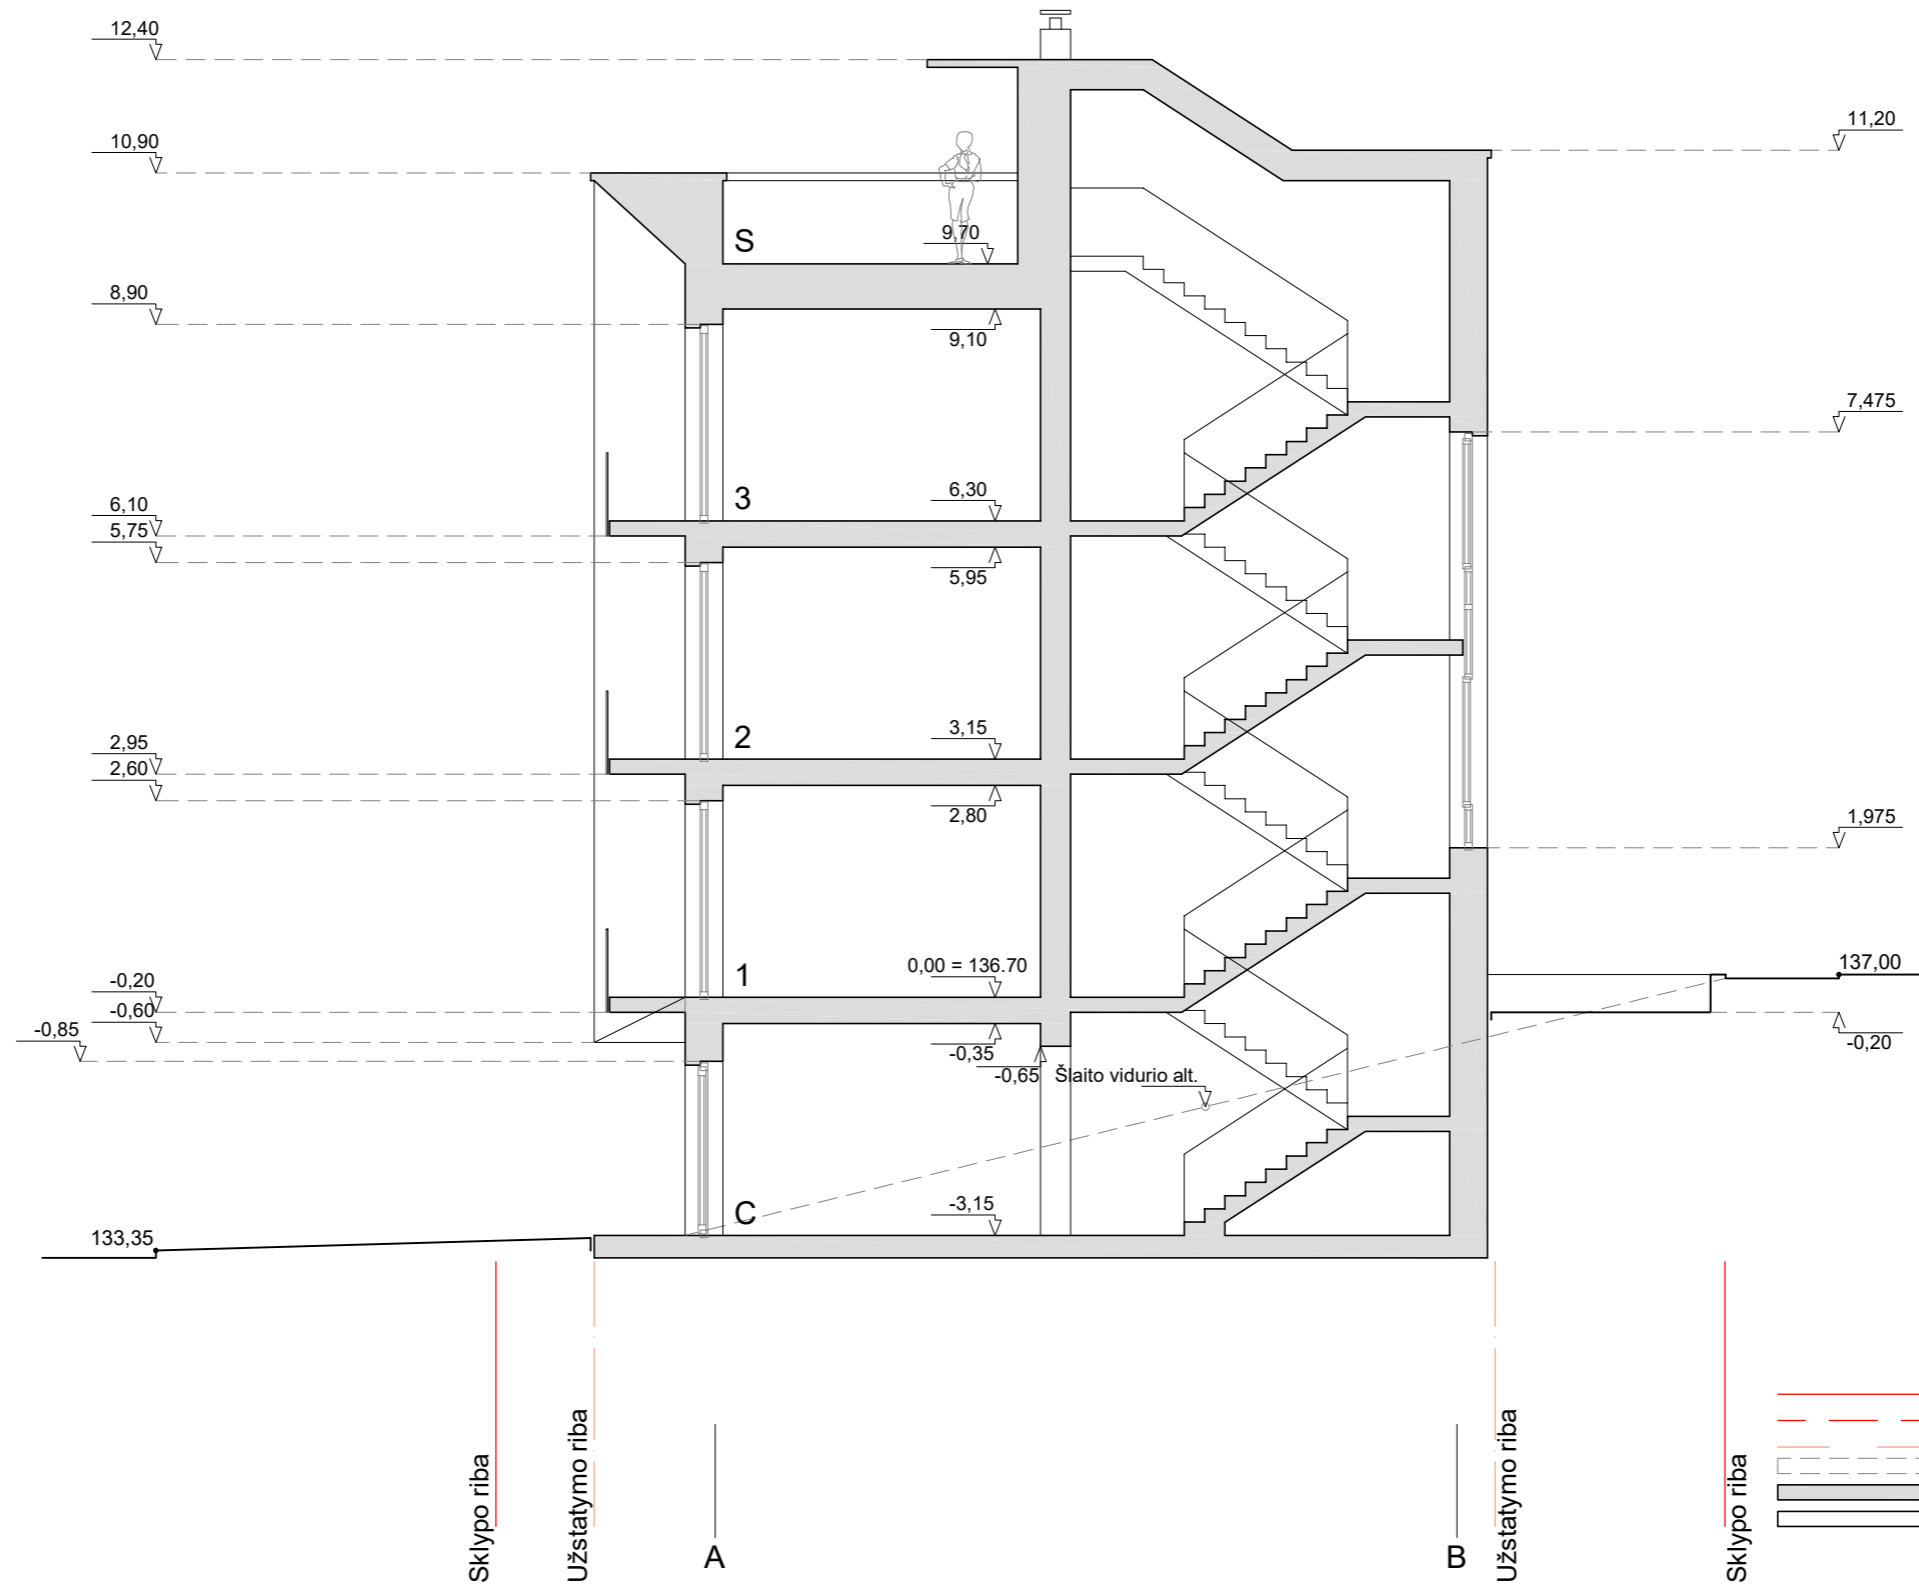 12,40
11,20
10,90
S
9,70
8,90
9,10
7,475
3
6,30
6,10
5,75
5,95
2
3,15
2,95
2,60
2,80
1,975
1
0,00 = 136.70
137,00
-0,20
-0,60
-0,85
-0,35
-0,20
-0,65
Šlaito vidurio alt.
C
-3,15
133,35
Sklypo riba
Užstatymo riba
A
B
Užstatymo riba
Sklypo riba